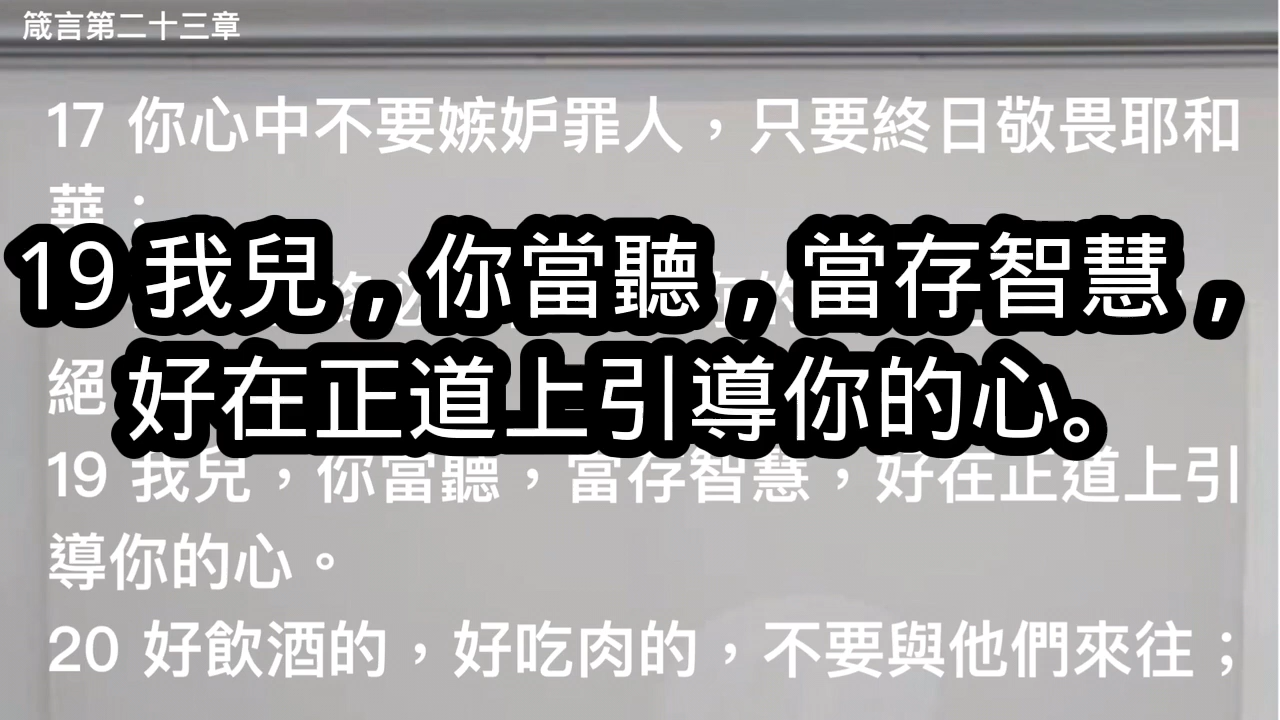 箴言第二十三章
17 你心中不要嫉妒罪人，只要終日敬畏耶和
華；
19 我兒 , 你當聽 , 當存智慧 ,
好在正道上引導你的心。
絕
19 我兒，你當聽，當存智慧，好在正道上引
導你的心。
20 好飲酒的，好吃肉的，不要與他們來往；